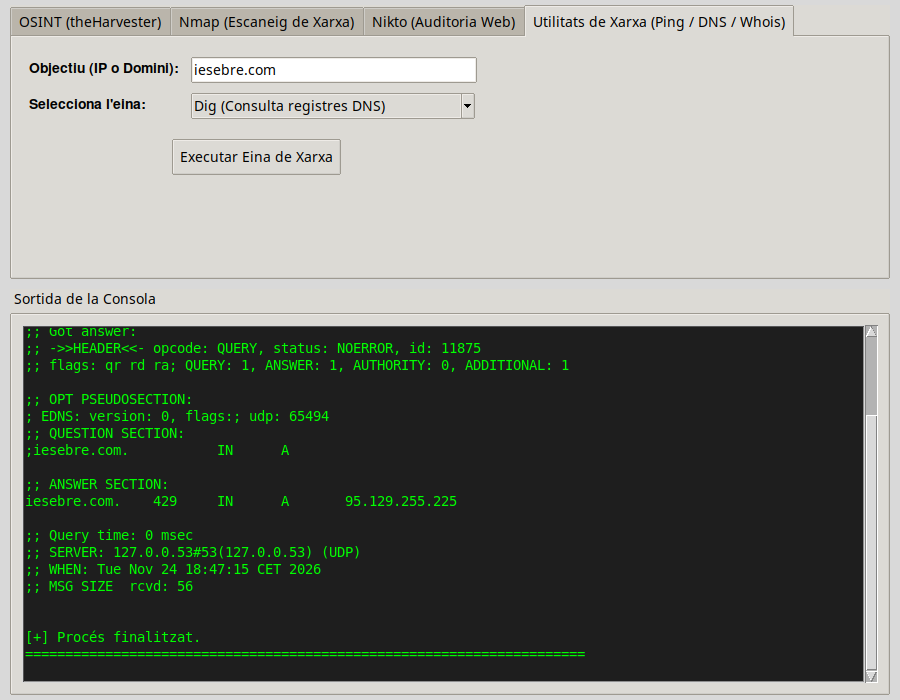 OSINT (theHarvester) Nmap (Escaneig de Xarxa) Nikto (Auditoria Web) Utilitats de Xarxa (Ping / DNS / Whois)
Objectiu (IP o Domini): iesebre.com
Selecciona l'eina: Dig (Consulta registres DNS)
Executar Eina de Xarxa
Sortida de la Consola
;; Got answer:
;; ->>HEADER<<- opcode: QUERY, status: NOERROR, id: 11875
;; flags: qr rd ra; QUERY: 1, ANSWER: 1, AUTHORITY: 0, ADDITIONAL: 1
;; OPT PSEUDOSECTION:
; EDNS: version: 0, flags:; udp: 65494
;; QUESTION SECTION:
;iesebre.com. IN A
;; ANSWER SECTION:
iesebre.com. 429 IN A 95.129.255.225
;; Query time: 0 msec
;; SERVER: 127.0.0.53#53(127.0.0.53) (UDP)
;; WHEN: Tue Nov 24 18:47:15 CET 2026
;; MSG SIZE  rcvd: 56
[+] Procés finalitzat.
======================================================================